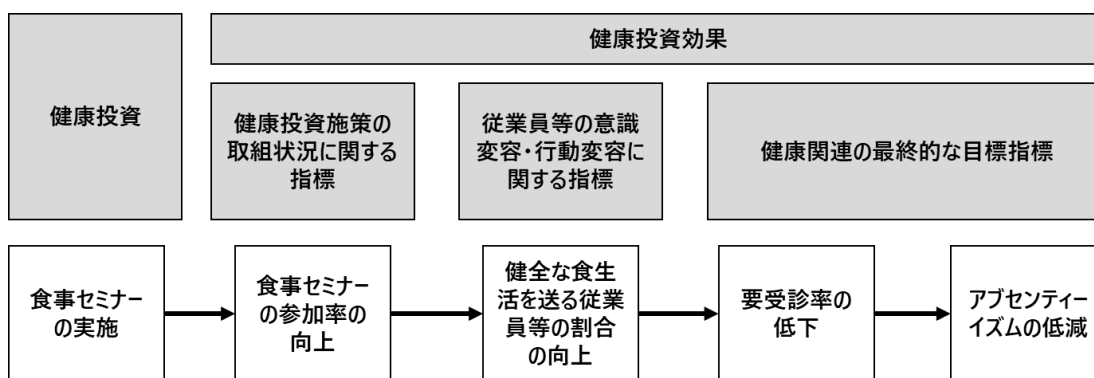 健康投資
健康投資効果
健康投資施策の
取組状況に関する
指標
従業員等の意識
変容・行動変容に
関する指標
健康関連の最終的な目標指標
食事セミナー
の実施
食事セミナー
の参加率の
向上
健全な食生
活を送る従業
員等の割合
の向上
要受診率の
低下
アブセンティー
イズムの低減